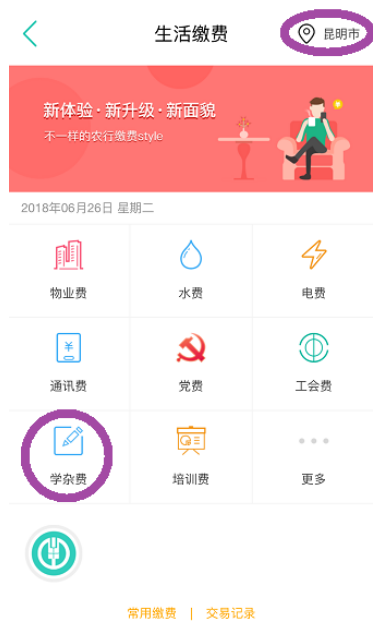 生活缴费
昆明市
新体验·新升级·新面貌
不一样的农行缴费style
2018年06月26日 星期二
物业费
水费
电费
通讯费
党费
工会费
学杂费
培训费
更多
常用缴费 | 交易记录